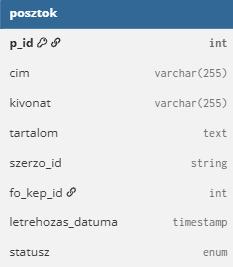 posztok
p_id int
cim varchar(255)
kivonat varchar(255)
tartalom text
szerzo_id string
fo_kep_id int
letrehozas_datuma timestamp
statusz enum